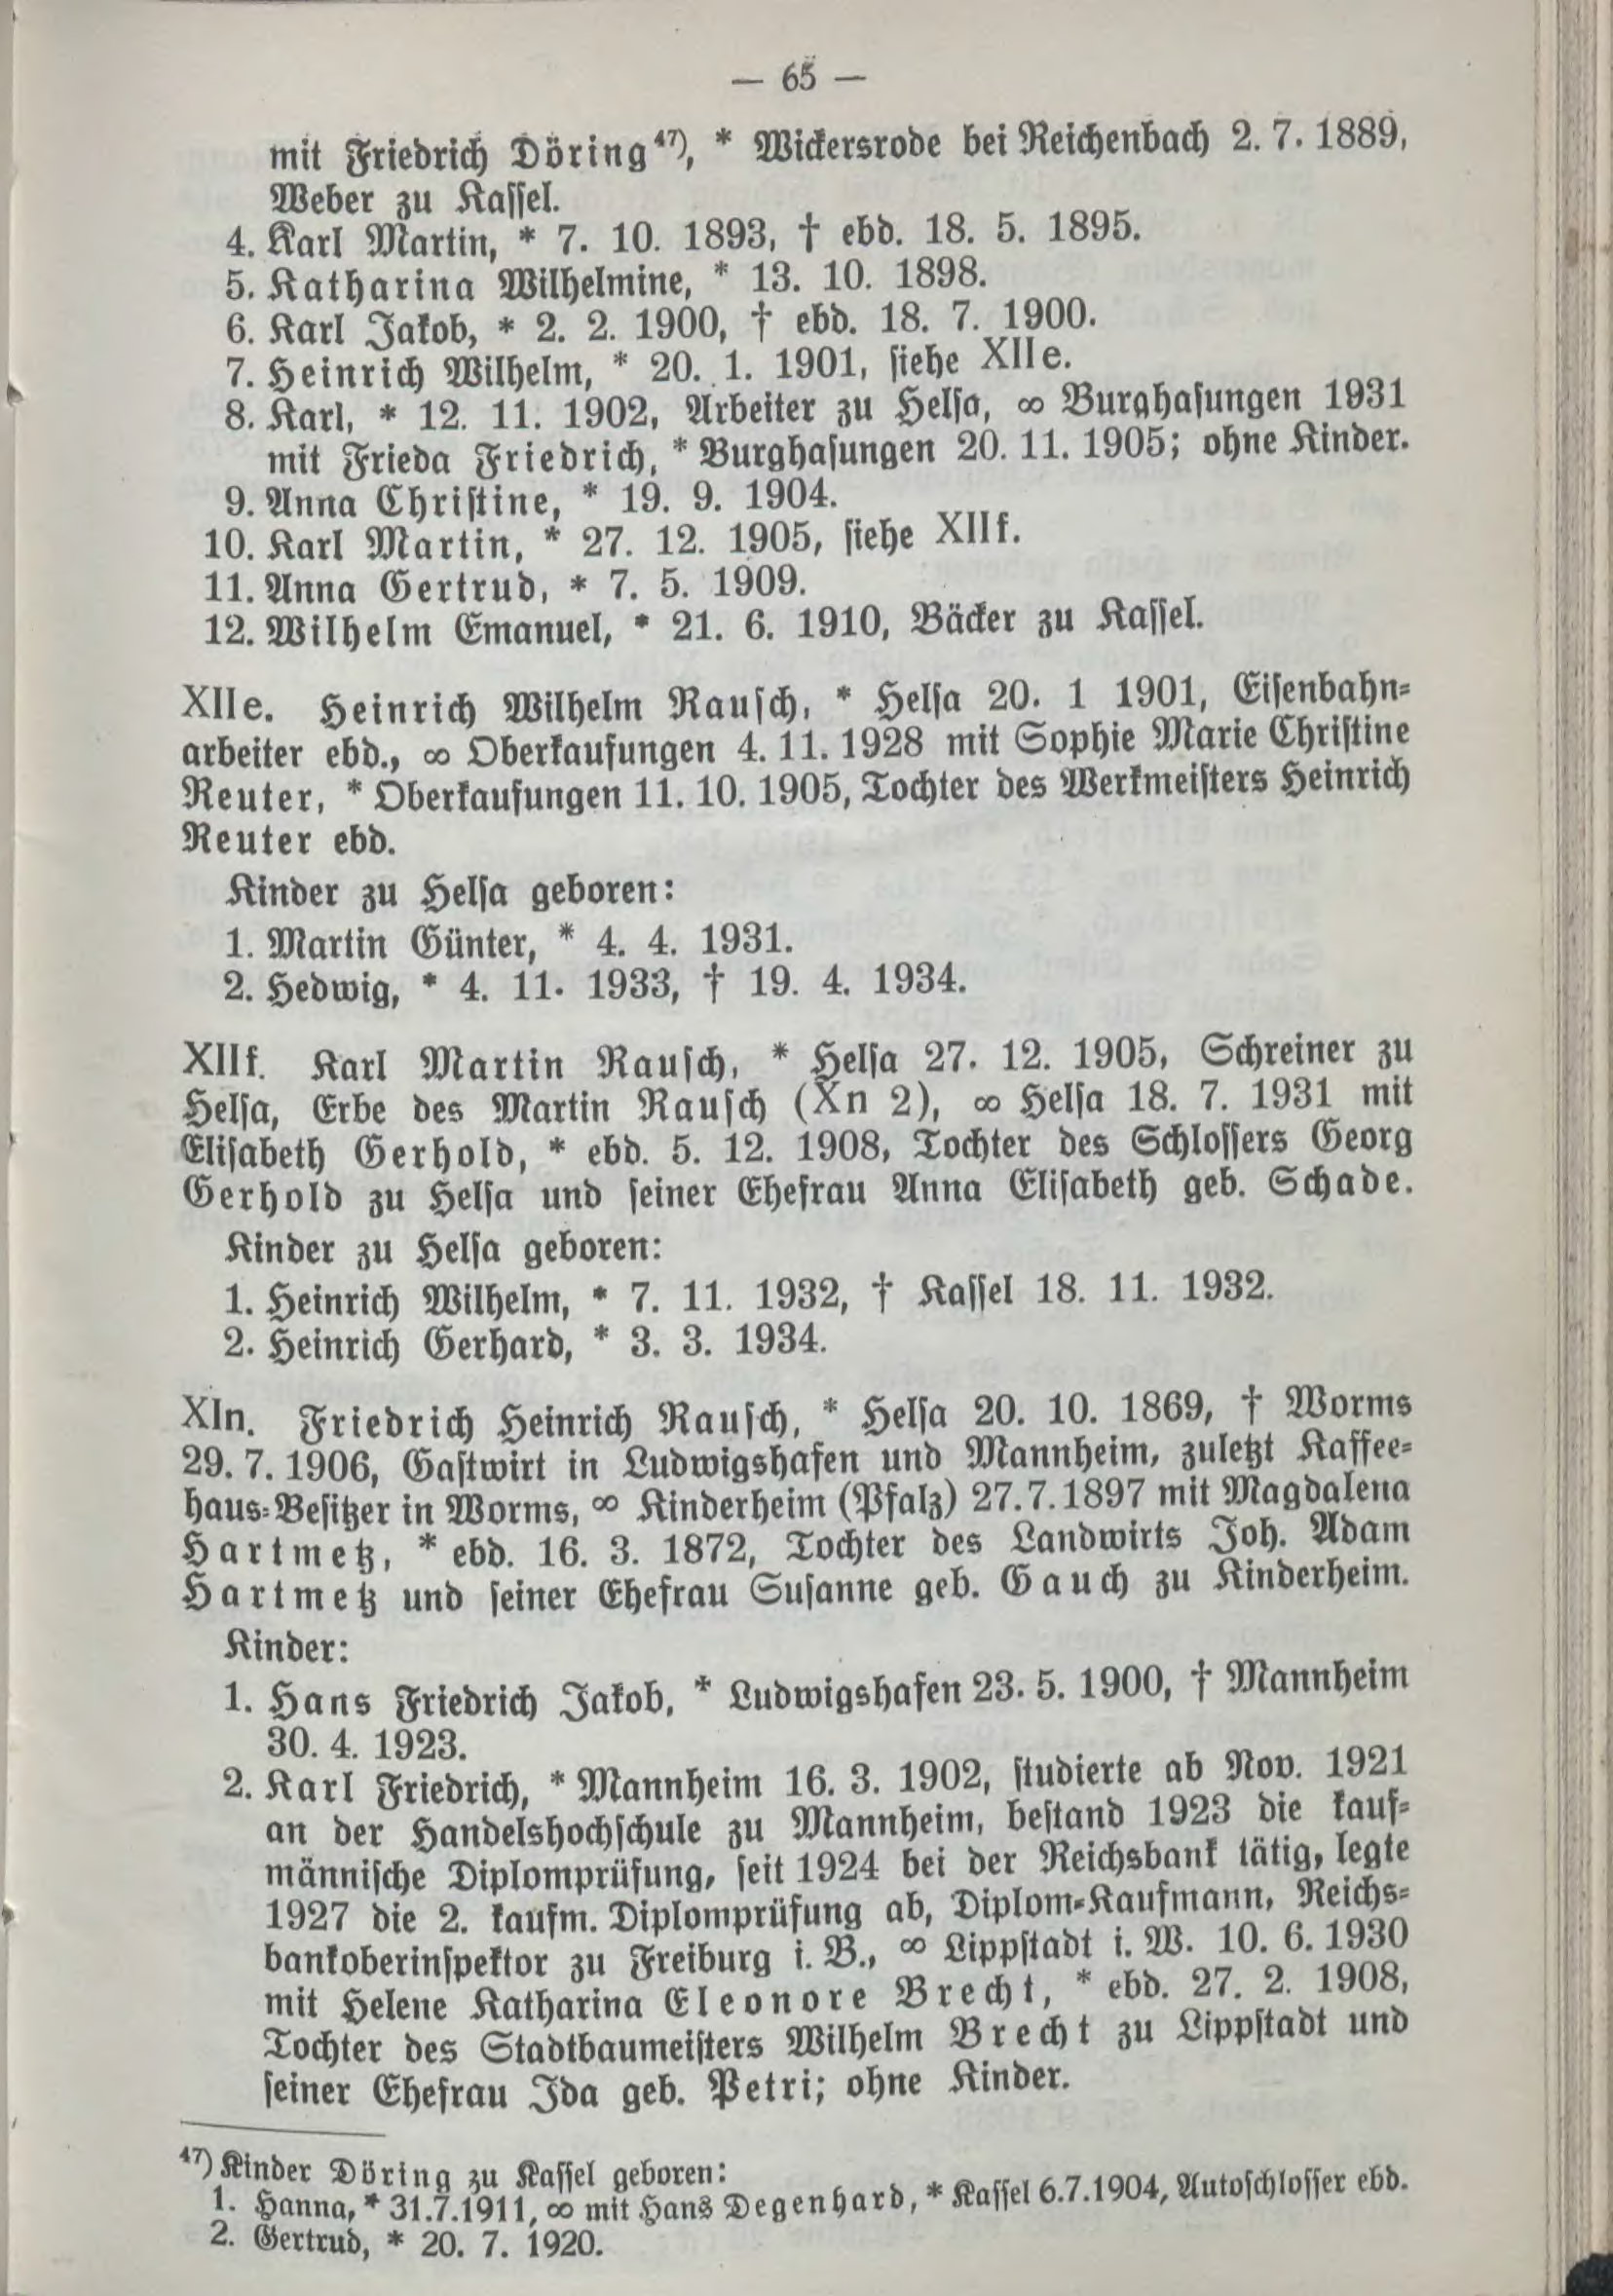 — 65 —
mit Friedrich Döring⁴⁷), * Wickersrode bei Reichenbach 2. 7. 1889,
Weber zu Kassel.
4. Karl Martin, * 7. 10. 1893, † ebd. 18. 5. 1895.
5. Katharina Wilhelmine, * 13. 10. 1898.
6. Karl Jakob, * 2. 2. 1900, † ebd. 18. 7. 1900.
7. Heinrich Wilhelm, * 20. 1. 1901, siehe XIIe.
8. Karl, * 12. 11. 1902, Arbeiter zu Helsa, ∞ Burghasungen 1931
mit Frieda Friedrich, * Burghasungen 20. 11. 1905; ohne Kinder.
9. Anna Christine, * 19. 9. 1904.
10. Karl Martin, * 27. 12. 1905, siehe XIIf.
11. Anna Gertrud, * 7. 5. 1909.
12. Wilhelm Emanuel, * 21. 6. 1910, Bäcker zu Kassel.
XIIe. Heinrich Wilhelm Rausch, * Helsa 20. 1 1901, Eisenbahn-
arbeiter ebd., ∞ Oberkaufungen 4. 11. 1928 mit Sophie Marie Christine
Reuter, * Oberkaufungen 11. 10. 1905, Tochter des Werkmeisters Heinrich
Reuter ebd.
Kinder zu Helsa geboren:
1. Martin Günter, * 4. 4. 1931.
2. Hedwig, * 4. 11. 1933, † 19. 4. 1934.
XIIf. Karl Martin Rausch, * Helsa 27. 12. 1905, Schreiner zu
Helsa, Erbe des Martin Rausch (Xn 2), ∞ Helsa 18. 7. 1931 mit
Elisabeth Gerhold, * ebd. 5. 12. 1908, Tochter des Schlossers Georg
Gerhold zu Helsa und seiner Ehefrau Anna Elisabeth geb. Schade.
Kinder zu Helsa geboren:
1. Heinrich Wilhelm, * 7. 11. 1932, † Kassel 18. 11. 1932.
2. Heinrich Gerhard, * 3. 3. 1934.
XIn. Friedrich Heinrich Rausch, * Helsa 20. 10. 1869, † Worms
29. 7. 1906, Gastwirt in Ludwigshafen und Mannheim, zuletzt Kaffee-
haus-Besitzer in Worms, ∞ Kinderheim (Pfalz) 27. 7. 1897 mit Magdalena
Hartmetz, * ebd. 16. 3. 1872, Tochter des Landwirts Joh. Adam
Hartmetz und seiner Ehefrau Susanne geb. Gauch zu Kinderheim.
Kinder:
1. Hans Friedrich Jakob, * Ludwigshafen 23. 5. 1900, † Mannheim
30. 4. 1923.
2. Karl Friedrich, * Mannheim 16. 3. 1902, studierte ab Nov. 1921
an der Handelshochschule zu Mannheim, bestand 1923 die kauf-
männische Diplomprüfung, seit 1924 bei der Reichsbank tätig, legte
1927 die 2. kaufm. Diplomprüfung ab, Diplom-Kaufmann, Reichs-
bankoberinspektor zu Freiburg i. B., ∞ Lippstadt i. W. 10. 6. 1930
mit Helene Katharina Eleonore Brecht, * ebd. 27. 2. 1908,
Tochter des Stadtbaumeisters Wilhelm Brecht zu Lippstadt und
seiner Ehefrau Ida geb. Petri; ohne Kinder.
⁴⁷) Kinder Döring zu Kassel geboren:
1. Hanna, * 31.7.1911, ∞ mit Hans Degenhard, * Kassel 6.7.1904, Autoschlosser ebd.
2. Gertrud, * 20. 7. 1920.